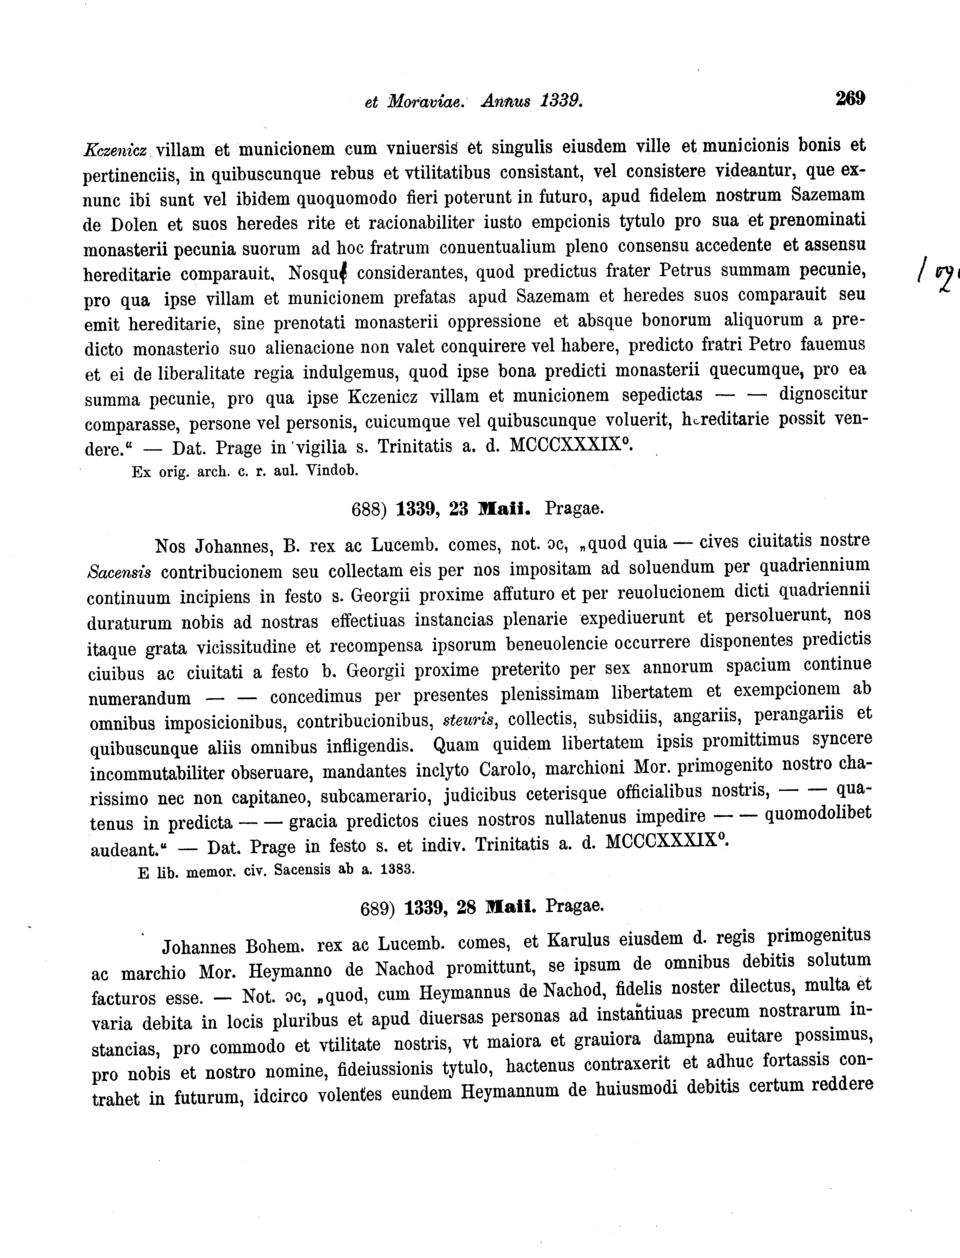 et Moraviae. Annus 1339. 269
Kczenicz villam et municionem cum vniuersis et singulis eiusdem ville et municionis bonis et
pertinenciis, in quibuscunque rebus et vtilitatibus consistant, vel consistere videantur, que ex-
nunc ibi sunt vel ibidem quoquomodo fieri poterunt in futuro, apud fidelem nostrum Sazemam
de Dolen et suos heredes rite et racionabiliter iusto empcionis tytulo pro sua et prenominati
monasterii pecunia suorum ad hoc fratrum conuentualium pleno consensu accedente et assensu
hereditarie comparauit. Nosque considerantes, quod predictus frater Petrus summam pecunie,
pro qua ipse villam et municionem prefatas apud Sazemam et heredes suos comparauit seu
emit hereditarie, sine prenotati monasterii oppressione et absque bonorum aliquorum a pre-
dicto monasterio suo alienacione non valet conquirere vel habere, predicto fratri Petro fauemus
et ei de liberalitate regia indulgemus, quod ipse bona predicti monasterii quecumque, pro ea
summa pecunie, pro qua ipse Kczenicz villam et municionem sepedictas — — dignoscitur
comparasse, persone vel personis, cuicumque vel quibuscunque voluerit, hereditarie possit ven-
dere.“ — Dat. Prage in vigilia s. Trinitatis a. d. MCCCXXXIX⁰.
Ex orig. arch. c. r. aul. Vindob.
688) 1339, 23 Maii. Pragae.
Nos Johannes, B. rex ac Lucemb. comes, not. ɔc, „quod quia — cives ciuitatis nostre
Sacensis contribucionem seu collectam eis per nos impositam ad soluendum per quadriennium
continuum incipiens in festo s. Georgii proxime affuturo et per reuolucionem dicti quadriennii
duraturum nobis ad nostras effectiuas instancias plenarie expediuerunt et persoluerunt, nos
itaque grata vicissitudine et recompensa ipsorum beneuolencie occurrere disponentes predictis
ciuibus ac ciuitati a festo b. Georgii proxime preterito per sex annorum spacium continue
numerandum — — concedimus per presentes plenissimam libertatem et exempcionem ab
omnibus imposicionibus, contribucionibus, steuris, collectis, subsidiis, angariis, perangariis et
quibuscunque aliis omnibus infligendis. Quam quidem libertatem ipsis promittimus syncere
incommutabiliter obseruare, mandantes inclyto Carolo, marchioni Mor. primogenito nostro cha-
rissimo nec non capitaneo, subcamerario, judicibus ceterisque officialibus nostris, — — qua-
tenus in predicta — — gracia predictos ciues nostros nullatenus impedire — — quomodolibet
audeant.“ — Dat. Prage in festo s. et indiv. Trinitatis a. d. MCCCXXXIX⁰.
E lib. memor. civ. Sacensis ab a. 1383.
689) 1339, 28 Maii. Pragae.
Johannes Bohem. rex ac Lucemb. comes, et Karulus eiusdem d. regis primogenitus
ac marchio Mor. Heymanno de Nachod promittunt, se ipsum de omnibus debitis solutum
facturos esse. — Not. ɔc, „quod, cum Heymannus de Nachod, fidelis noster dilectus, multa et
varia debita in locis pluribus et apud diuersas personas ad instantiuas precum nostrarum in-
stancias, pro commodo et vtilitate nostris, vt maiora et grauiora dampna euitare possimus,
pro nobis et nostro nomine, fideiussionis tytulo, hactenus contraxerit et adhuc fortassis con-
trahet in futurum, idcirco volentes eundem Heymannum de huiusmodi debitis certum reddere